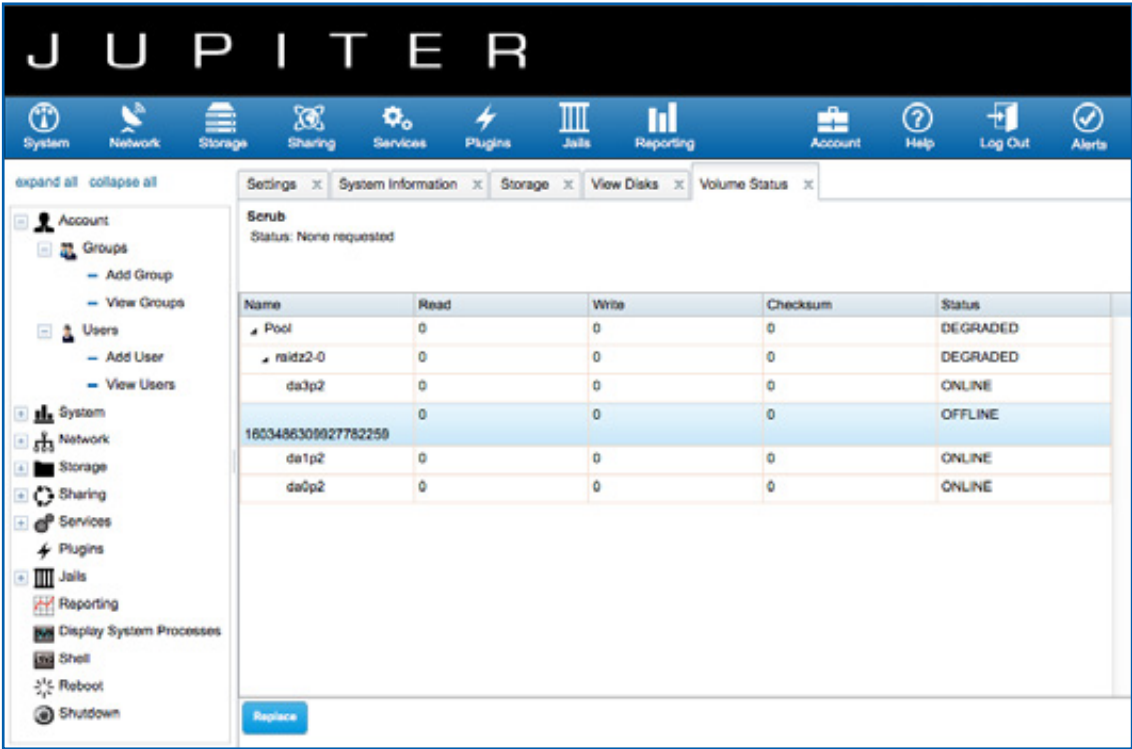 JUPITER
System Network Storage Sharing Services Plugins Jails Reporting Account Help Log Out Alerts
expand all collapse all
Settings System Information Storage View Disks Volume Status
Account
Groups
Add Group
View Groups
Users
Add User
View Users
System
Network
Storage
Sharing
Services
Plugins
Jails
Reporting
Display System Processes
Shell
Reboot
Shutdown
Scrub
Status: None requested
Name Read Write Checksum Status
Pool 0 0 0 DEGRADED
raidz2-0 0 0 0 DEGRADED
da3p2 0 0 0 ONLINE
0 0 0 OFFLINE
1603486309927782259
da1p2 0 0 0 ONLINE
da0p2 0 0 0 ONLINE
Replace